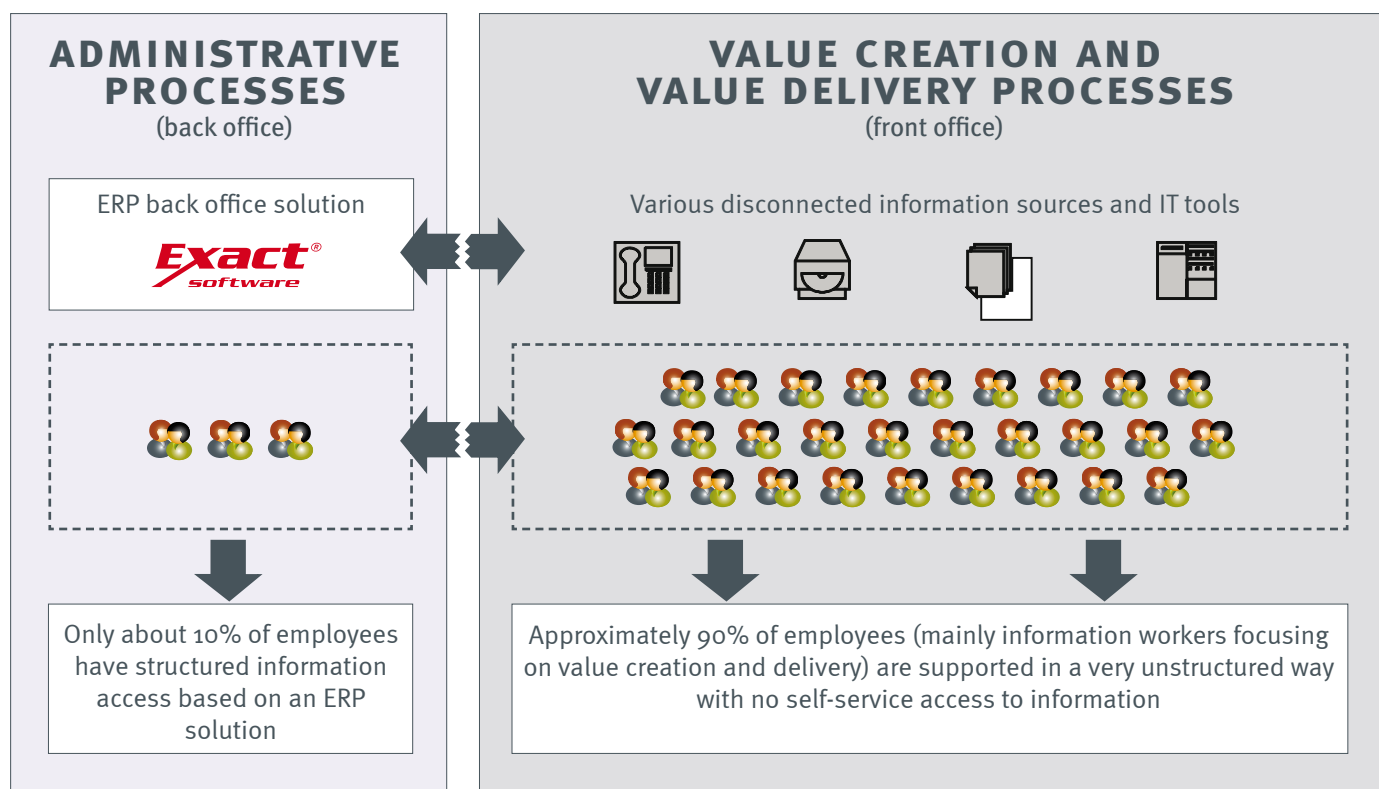 ADMINISTRATIVE
PROCESSES
(back office)
ERP back office solution
Exact®
software
Only about 10% of employees
have structured information
access based on an ERP
solution
VALUE CREATION AND
VALUE DELIVERY PROCESSES
(front office)
Various disconnected information sources and IT tools
Approximately 90% of employees (mainly information workers focusing
on value creation and delivery) are supported in a very unstructured way
with no self-service access to information